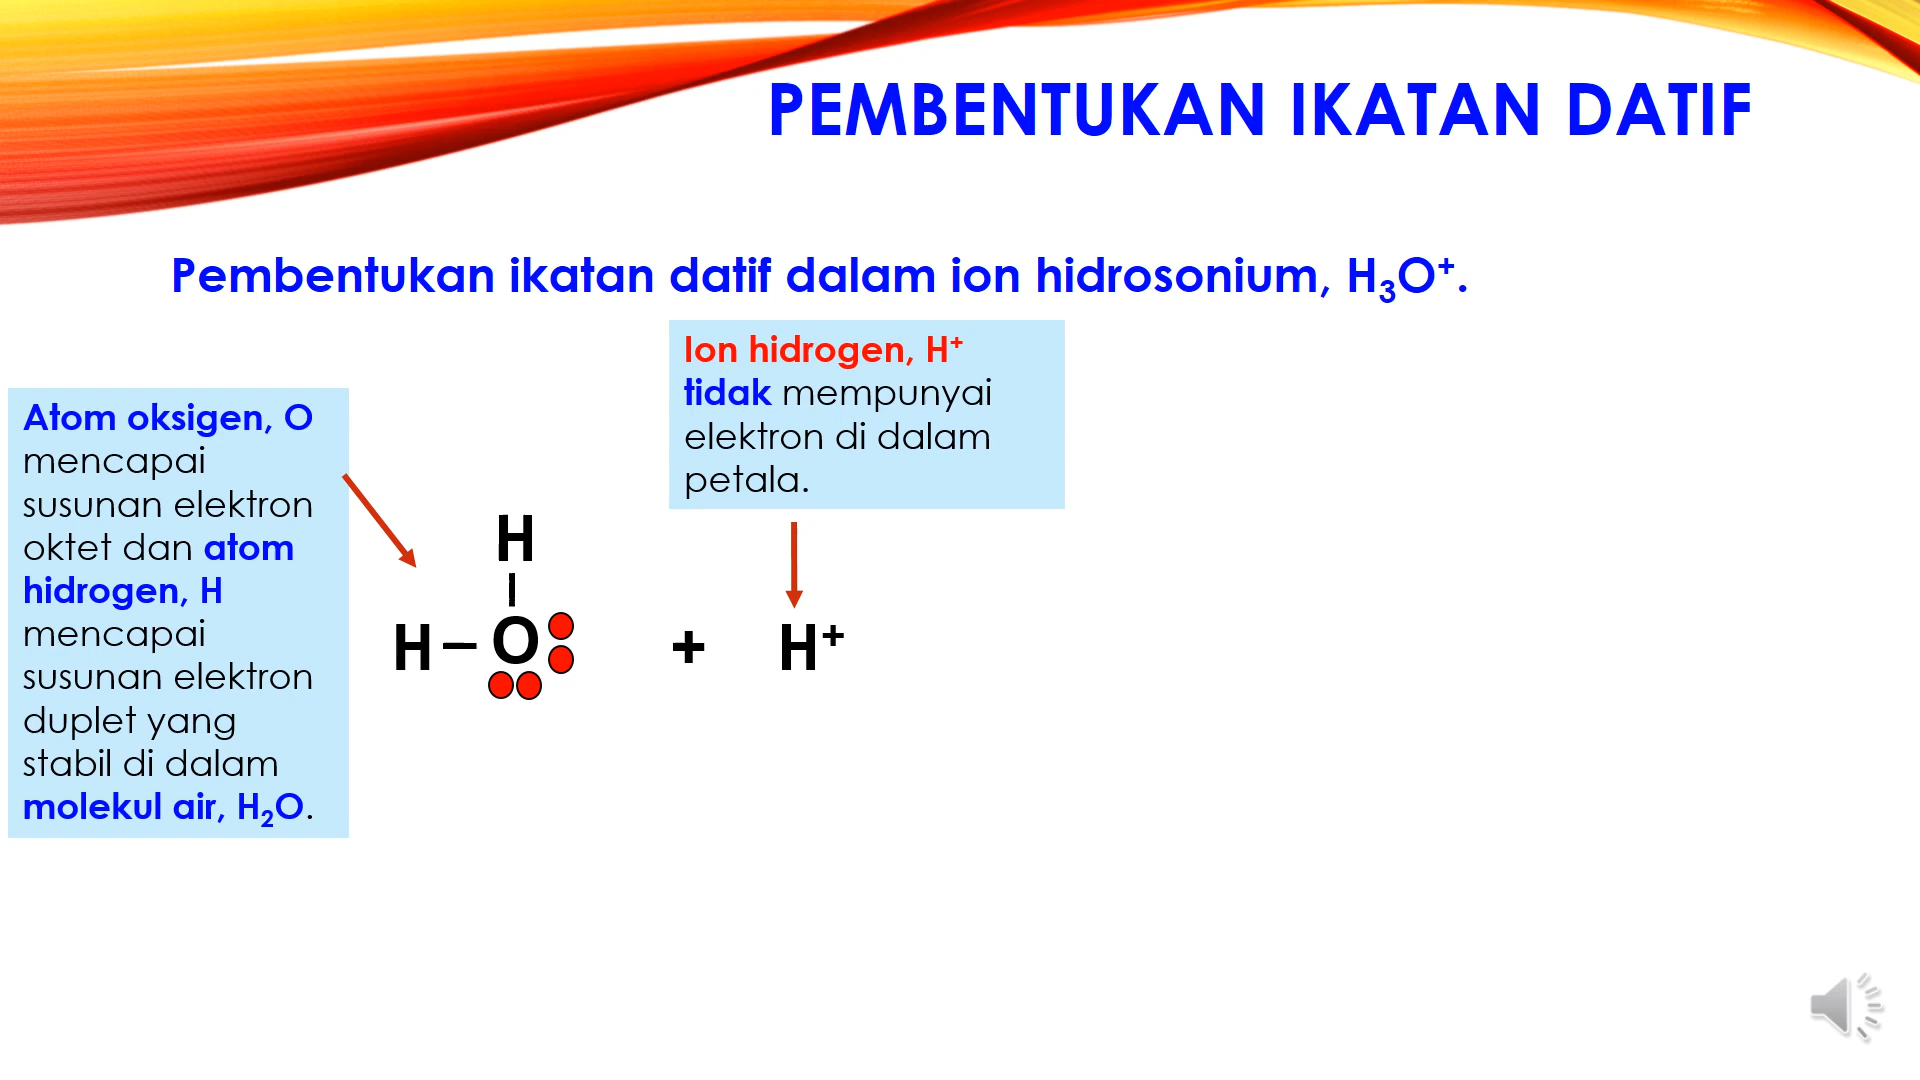 PEMBENTUKAN IKATAN DATIF
Pembentukan ikatan datif dalam ion hidrosonium, H₃O⁺.
Ion hidrogen, H⁺
tidak mempunyai
elektron di dalam
petala.
Atom oksigen, O
mencapai
susunan elektron
oktet dan atom
hidrogen, H
mencapai
susunan elektron
duplet yang
stabil di dalam
molekul air, H₂O.
H
H – O + H⁺